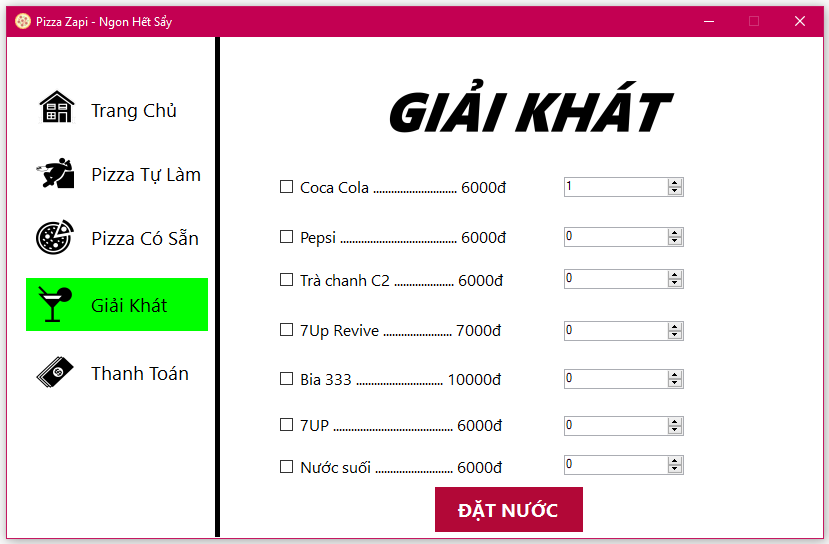 Pizza Zapi - Ngon Hết Sẩy
Trang Chủ
Pizza Tự Làm
Pizza Có Sẵn
Giải Khát
Thanh Toán
GIẢI KHÁT
Coca Cola ............................ 6000đ 1
Pepsi ....................................... 6000đ 0
Trà chanh C2 .................... 6000đ 0
7Up Revive ....................... 7000đ 0
Bia 333 ............................. 10000đ 0
7UP ........................................ 6000đ 0
Nước suối .......................... 6000đ 0
ĐẶT NƯỚC